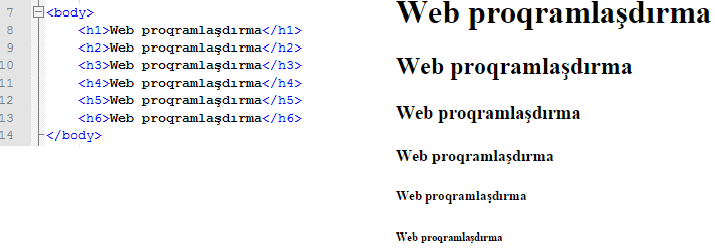 7 <body>
8 <h1>Web proqramlaşdırma</h1>
9 <h2>Web proqramlaşdırma</h2>
10 <h3>Web proqramlaşdırma</h3>
11 <h4>Web proqramlaşdırma</h4>
12 <h5>Web proqramlaşdırma</h5>
13 <h6>Web proqramlaşdırma</h6>
14 </body>
Web proqramlaşdırma
Web proqramlaşdırma
Web proqramlaşdırma
Web proqramlaşdırma
Web proqramlaşdırma
Web proqramlaşdırma